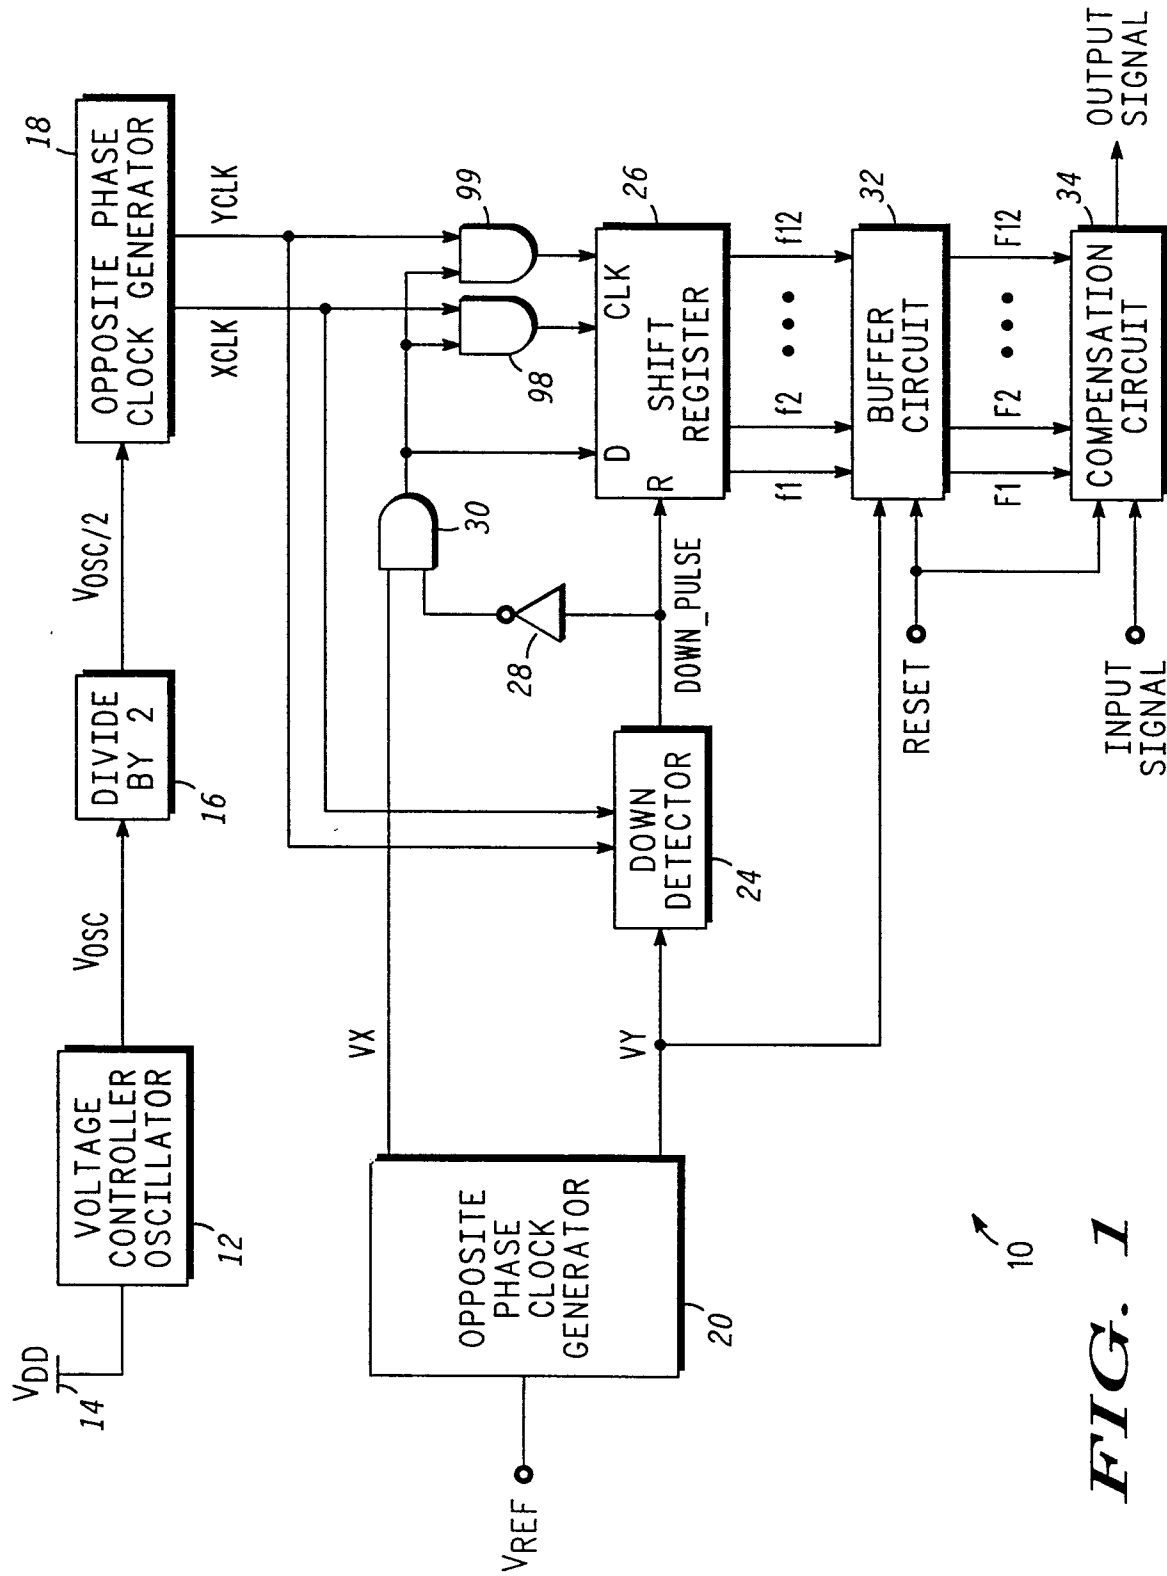 VDD
14
VOLTAGE
CONTROLLER
OSCILLATOR
12
VOSC
DIVIDE
BY 2
16
VOSC/2
OPPOSITE PHASE
CLOCK GENERATOR
18
XCLK
YCLK
VREF
OPPOSITE
PHASE
CLOCK
GENERATOR
20
VX
VY
DOWN
DETECTOR
24
DOWN_PULSE
28
30
98
99
D
CLK
R
SHIFT
REGISTER
26
f1
f2
f12
BUFFER
CIRCUIT
32
RESET
F1
F2
F12
COMPENSATION
CIRCUIT
34
INPUT
SIGNAL
OUTPUT
SIGNAL
10
FIG. 1